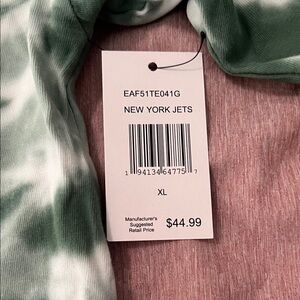 EAF51TE041G
NEW YORK JETS
1 94134 64775 7
XL
Manufacturer's
Suggested
Retail Price $44.99